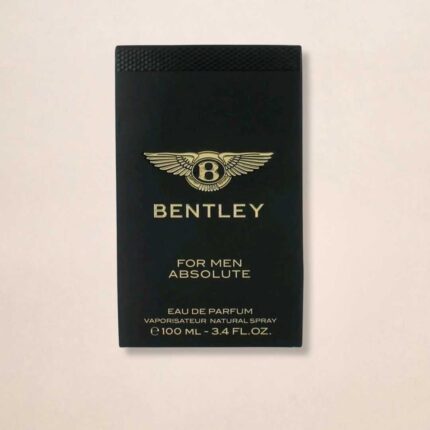 B
BENTLEY
FOR MEN
ABSOLUTE
EAU DE PARFUM
VAPORISATEUR NATURAL SPRAY
℮100 ML - 3.4 FL.OZ.